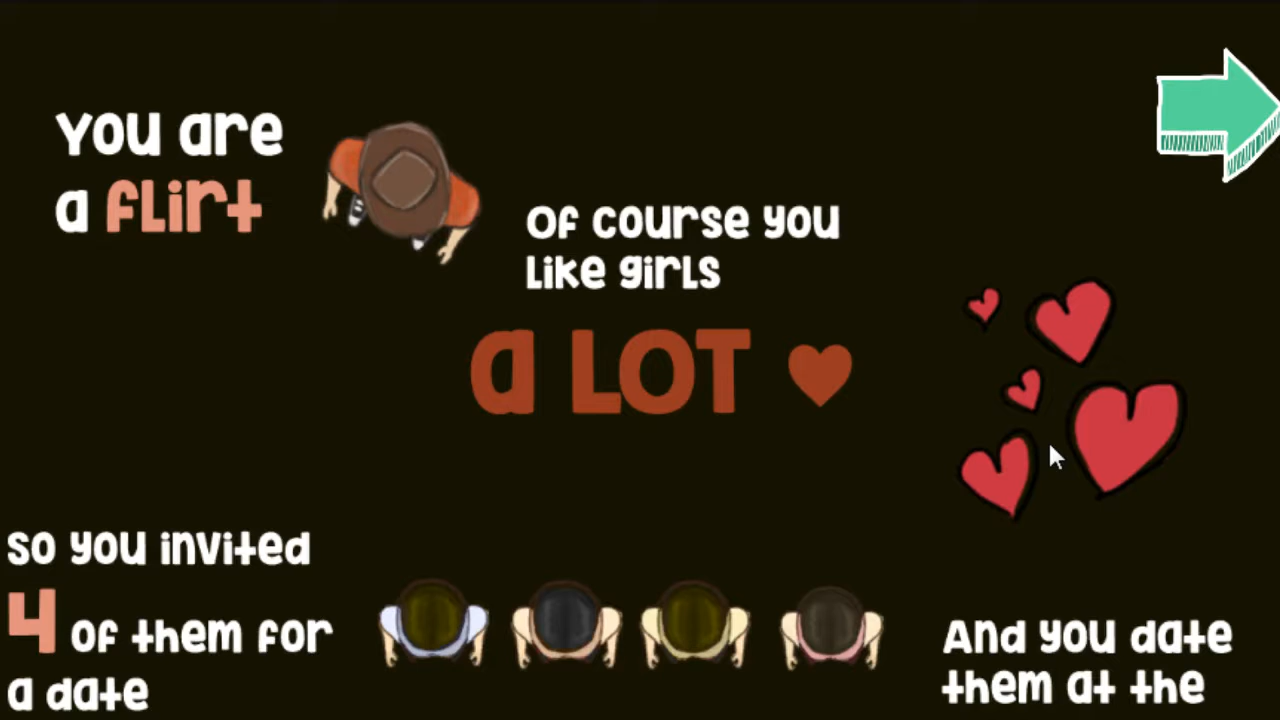 You are
a flirt
Of course you
like girls
a LOT ♥
So you invited
4 of them for
a date
And you date
them at the